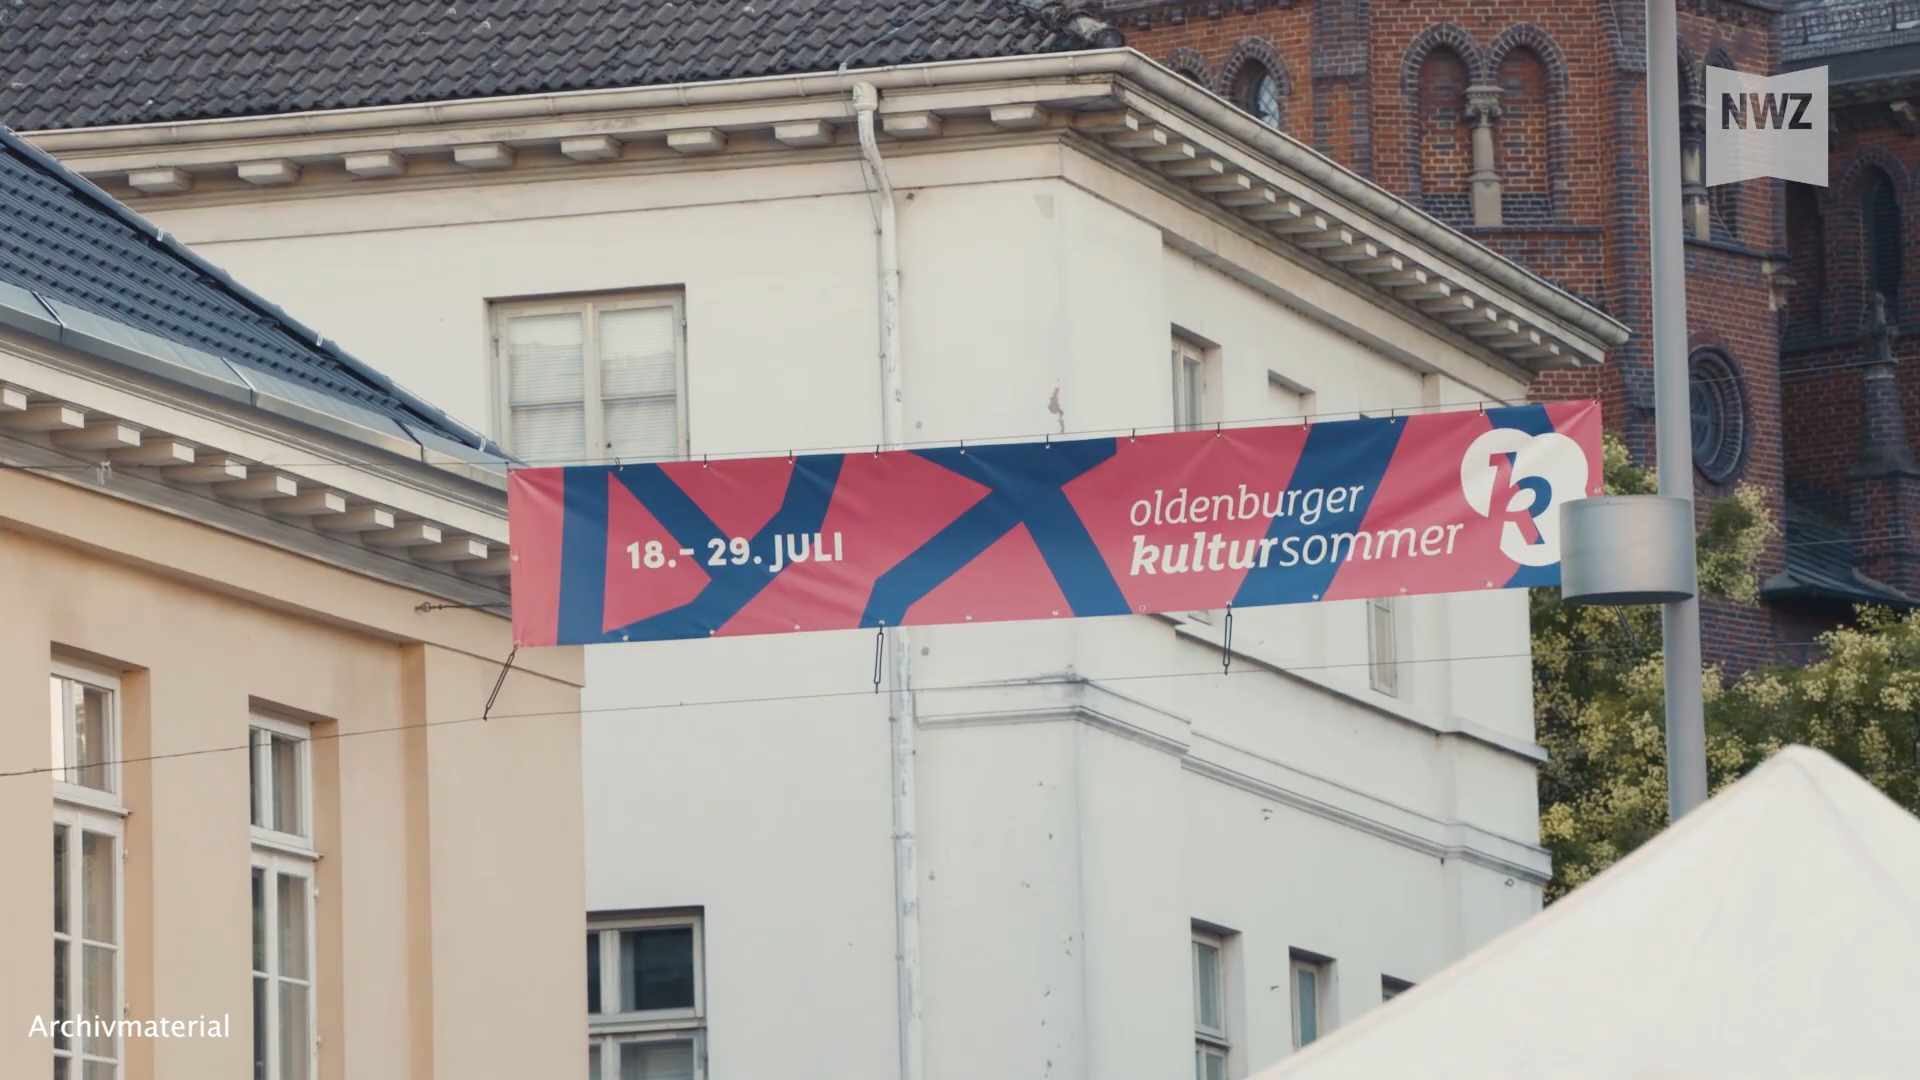 NWZ
18.- 29. JULI
oldenburger
kultursommer
k
Archivmaterial